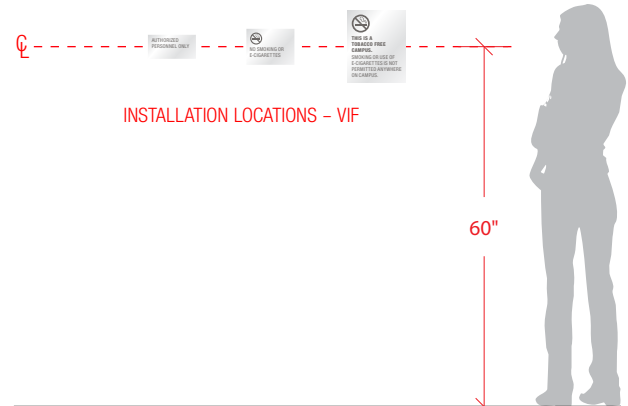 ℄
AUTHORIZED
PERSONNEL ONLY
NO SMOKING OR
E-CIGARETTES
THIS IS A
TOBACCO FREE
CAMPUS.
SMOKING OR USE OF
E-CIGARETTES IS NOT
PERMITTED ANYWHERE
ON CAMPUS.
INSTALLATION LOCATIONS – VIF
60"